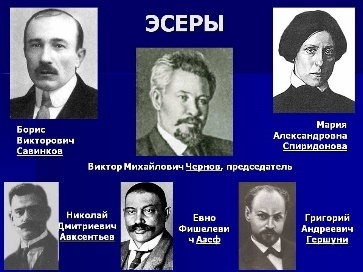 ЭСЕРЫ
Борис
Викторович
Савинков
Мария
Александровна
Спиридонова
Виктор Михайлович Чернов, председатель
Николай
Дмитриевич
Авксентьев
Евно
Фишелеви
ч Азеф
Григорий
Андреевич
Гершуни